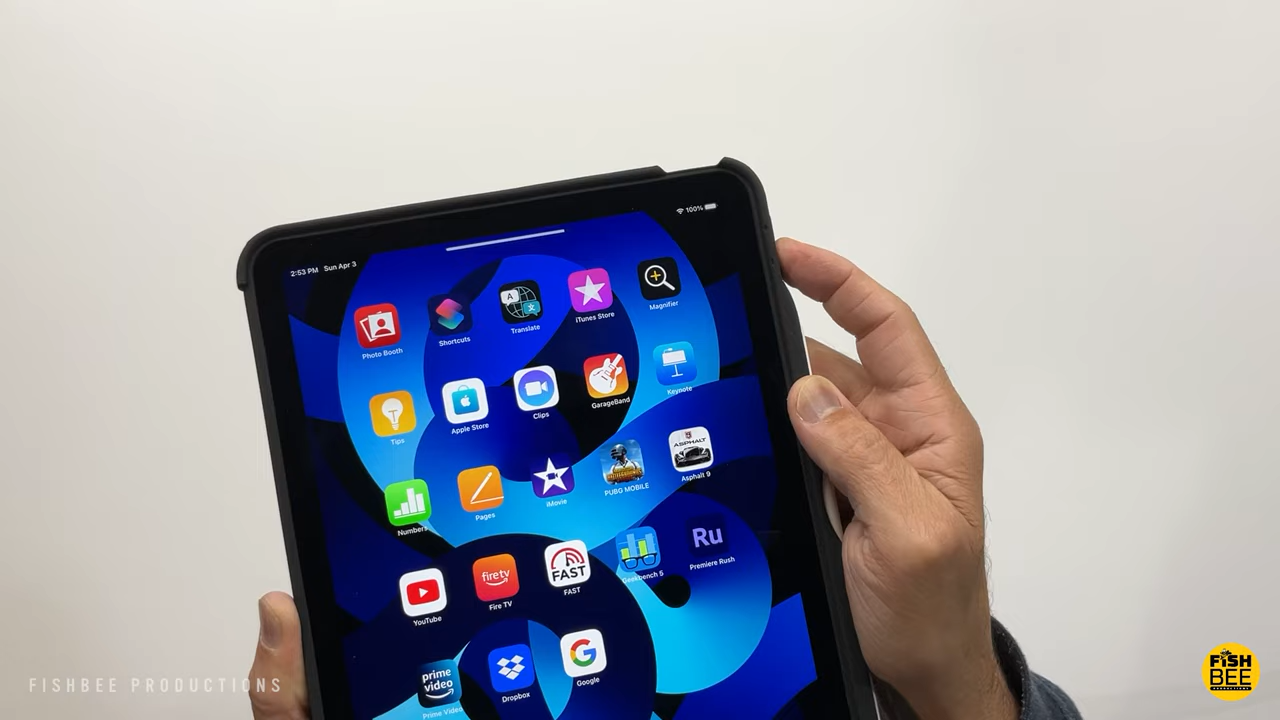 2:53 PM Sun Apr 3
100%
Photo Booth
Shortcuts
Translate
iTunes Store
Magnifier
Tips
Apple Store
Clips
GarageBand
Keynote
Numbers
Pages
iMovie
PUBG MOBILE
ASPHALT
Asphalt 9
YouTube
fire tv
Fire TV
FAST
FAST
Geekbench 5
Ru
Premiere Rush
prime
video
Prime Video
Dropbox
G
Google
FISHBEE PRODUCTIONS
FISH
BEE
PRODUCTIONS